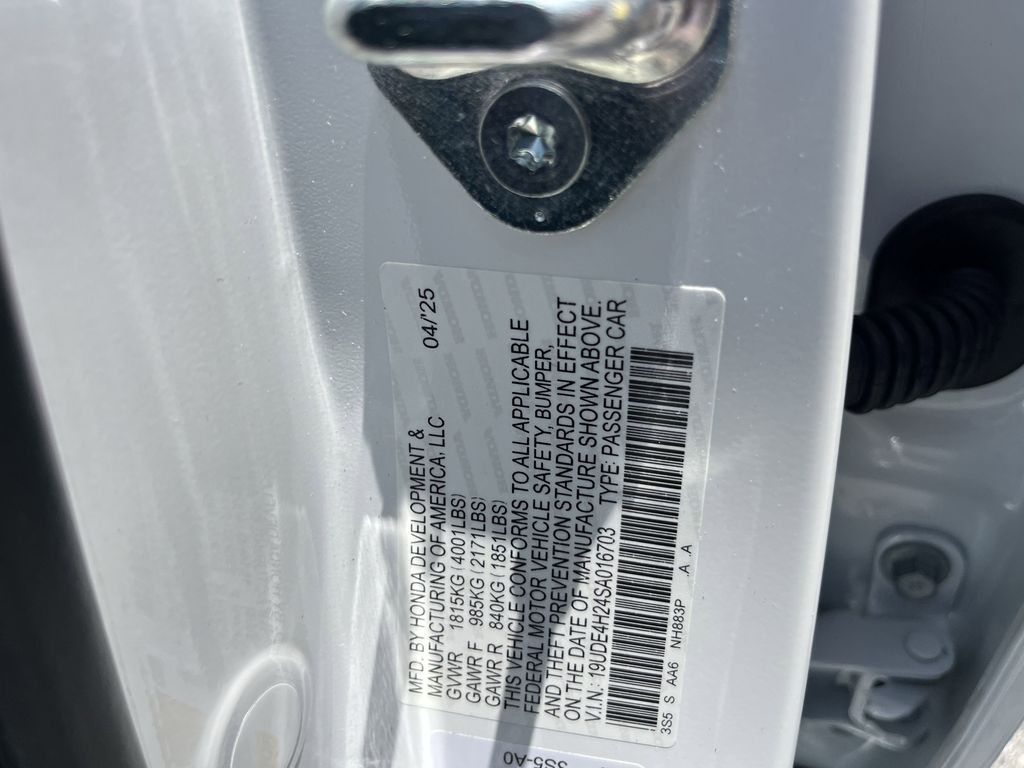 MFD. BY HONDA DEVELOPMENT &
MANUFACTURING OF AMERICA, LLC 04/'25
GVWR 1815KG (4001LBS)
GAWR F 985KG (2171LBS)
GAWR R 840KG (1851LBS)
THIS VEHICLE CONFORMS TO ALL APPLICABLE
FEDERAL MOTOR VEHICLE SAFETY, BUMPER,
AND THEFT PREVENTION STANDARDS IN EFFECT
ON THE DATE OF MANUFACTURE SHOWN ABOVE.
V.I.N.: 19UDE4H24SA016703 TYPE: PASSENGER CAR
3S5 S AA6 NH883P A A
3S5-A0